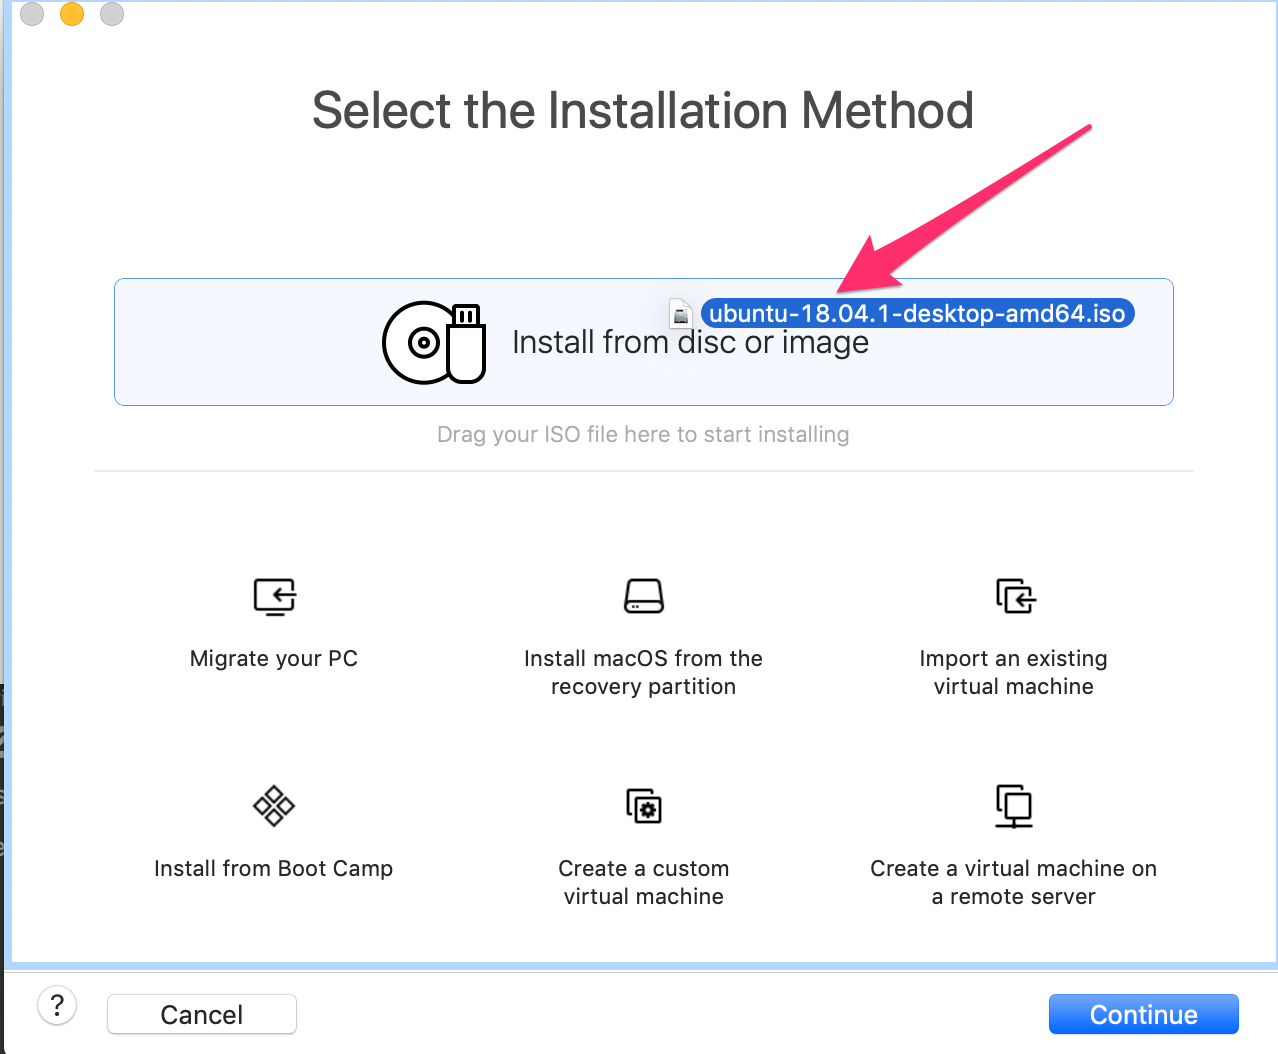 Select the Installation Method
ubuntu-18.04.1-desktop-amd64.iso
Install from disc or image
Drag your ISO file here to start installing
Migrate your PC
Install macOS from the
recovery partition
Import an existing
virtual machine
Install from Boot Camp
Create a custom
virtual machine
Create a virtual machine on
a remote server
?
Cancel
Continue